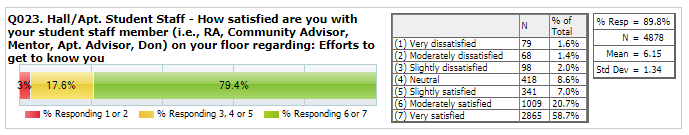 Q023. Hall/Apt. Student Staff - How satisfied are you with
your student staff member (i.e., RA, Community Advisor,
Mentor, Apt. Advisor, Don) on your floor regarding: Efforts to
get to know you
3% 17.6% 79.4%
% Responding 1 or 2 % Responding 3, 4 or 5 % Responding 6 or 7
N % of Total
(1) Very dissatisfied 79 1.6%
(2) Moderately dissatisfied 68 1.4%
(3) Slightly dissatisfied 98 2.0%
(4) Neutral 418 8.6%
(5) Slightly satisfied 341 7.0%
(6) Moderately satisfied 1009 20.7%
(7) Very satisfied 2865 58.7%
% Resp = 89.8%
N = 4878
Mean = 6.15
Std Dev = 1.34